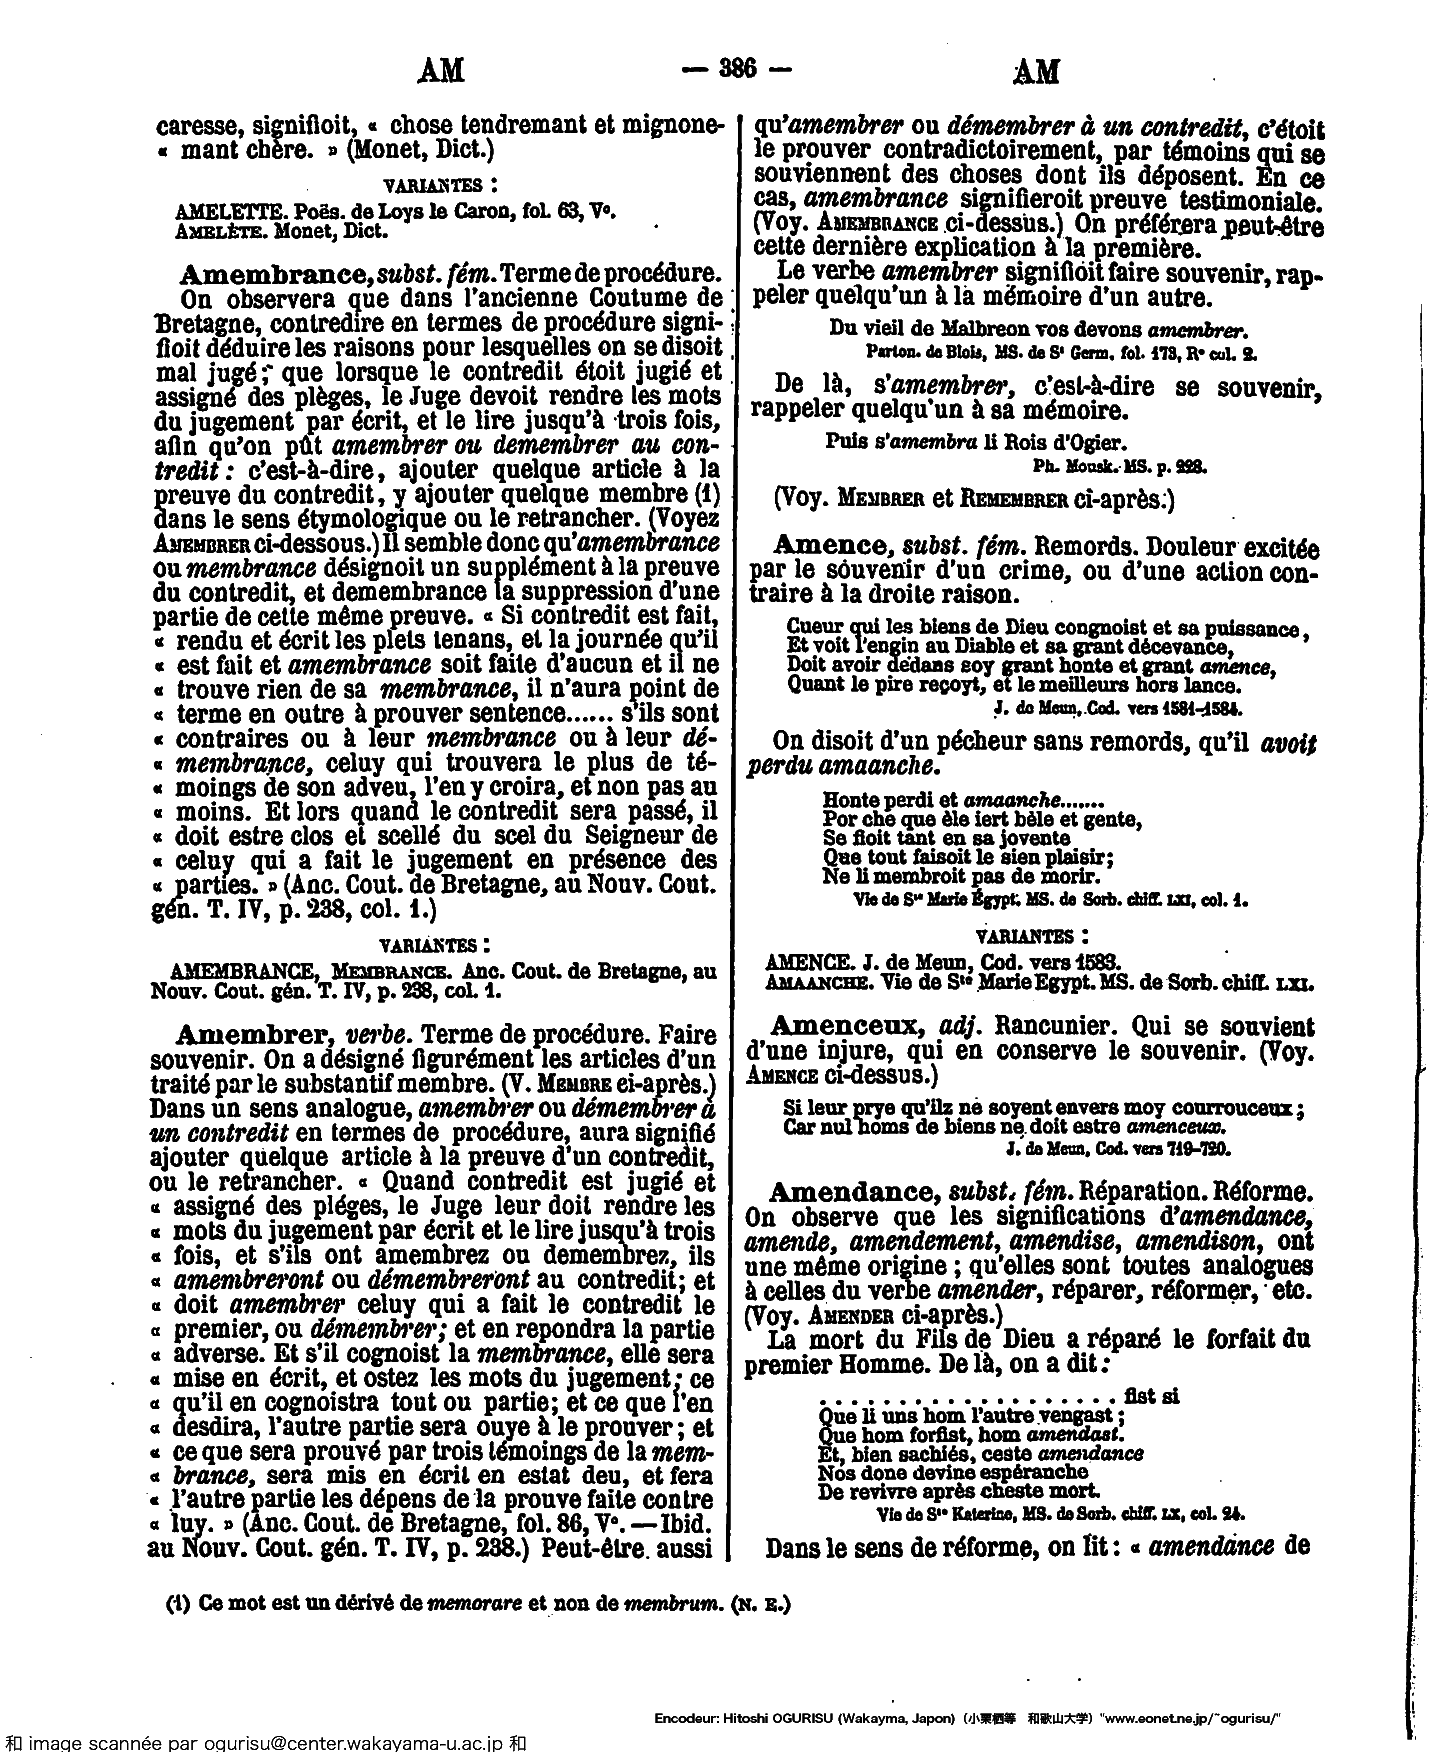 AM — 386 — AM
caresse, signifioit, « chose tendremant et mignone-
« mant chère. » (Monet, Dict.)
VARIANTES :
AMELETTE. Poës. de Loys le Caron, fol. 63, Vº.
AMELÈTE. Monet, Dict.
Amembrance, subst. fém. Terme de procédure.
On observera que dans l'ancienne Coutume de
Bretagne, contredire en termes de procédure signi-
fioit déduire les raisons pour lesquelles on se disoit
mal jugé; que lorsque le contredit étoit jugié et
assigné des plèges, le Juge devoit rendre les mots
du jugement par écrit, et le lire jusqu'à trois fois,
afin qu'on pût amembrer ou demembrer au con-
tredit : c'est-à-dire, ajouter quelque article à la
preuve du contredit, y ajouter quelque membre (1)
dans le sens étymologique ou le retrancher. (Voyez
AMEMBRER ci-dessous.) Il semble donc qu'amembrance
ou membrance désignoit un supplément à la preuve
du contredit, et demembrance la suppression d'une
partie de cette même preuve. « Si contredit est fait,
« rendu et écrit les plets tenans, et la journée qu'il
« est fait et amembrance soit faite d'aucun et il ne
« trouve rien de sa membrance, il n'aura point de
« terme en outre à prouver sentence...... s'ils sont
« contraires ou à leur membrance ou à leur dé-
« membrance, celuy qui trouvera le plus de té-
« moings de son adveu, l'en y croira, et non pas au
« moins. Et lors quand le contredit sera passé, il
« doit estre clos et scellé du scel du Seigneur de
« celuy qui a fait le jugement en présence des
« parties. » (Anc. Cout. de Bretagne, au Nouv. Cout.
gén. T. IV, p. 238, col. 1.)
VARIANTES :
AMEMBRANCE, MEMBRANCE. Anc. Cout. de Bretagne, au
Nouv. Cout. gén. T. IV, p. 238, col. 1.
Amembrer, verbe. Terme de procédure. Faire
souvenir. On a désigné figurément les articles d'un
traité par le substantif membre. (V. MEMBRE ci-après.)
Dans un sens analogue, amembrer ou démembrer à
un contredit en termes de procédure, aura signifié
ajouter quelque article à la preuve d'un contredit,
ou le retrancher. « Quand contredit est jugié et
« assigné des pléges, le Juge leur doit rendre les
« mots du jugement par écrit et le lire jusqu'à trois
« fois, et s'ils ont amembrez ou demembrez, ils
« amembreront ou démembreront au contredit; et
« doit amembrer celuy qui a fait le contredit le
« premier, ou démembrer; et en repondra la partie
« adverse. Et s'il cognoist la membrance, elle sera
« mise en écrit, et ostez les mots du jugement; ce
« qu'il en cognoistra tout ou partie; et ce que l'en
« desdira, l'autre partie sera ouye à le prouver; et
« ce que sera prouvé par trois témoings de la mem-
« brance, sera mis en écrit en estat deu, et fera
« l'autre partie les dépens de la prouve faite contre
« luy. » (Anc. Cout. de Bretagne, fol. 86, Vº. — Ibid.
au Nouv. Cout. gén. T. IV, p. 238.) Peut-être aussi
qu'amembrer ou démembrer à un contredit, c'étoit
le prouver contradictoirement, par témoins qui se
souviennent des choses dont ils déposent. En ce
cas, amembrance signifieroit preuve testimoniale.
(Voy. AMEMBRANCE ci-dessus.) On préférera peut-être
cette dernière explication à la première.
Le verbe amembrer signifioit faire souvenir, rap-
peler quelqu'un à la mémoire d'un autre.
Du vieil de Malbreon vos devons amembrer.
Parton. de Blois, MS. de Sᵗ Germ. fol. 173, Rº col. 2.
De là, s'amembrer, c'est-à-dire se souvenir,
rappeler quelqu'un à sa mémoire.
Puis s'amembra li Rois d'Ogier.
Ph. Mousk. MS. p. 228.
(Voy. MEMBRER et REMEMBRER ci-après.)
Amence, subst. fém. Remords. Douleur excitée
par le souvenir d'un crime, ou d'une action con-
traire à la droite raison.
Cueur qui les biens de Dieu congnoist et sa puissance,
Et voit l'engin au Diable et sa grant décevance,
Doit avoir dedans soy grant honte et grant amence,
Quant le pire reçoyt, et le meilleurs hors lance.
J. de Meun, Cod. vers 1581-1584.
On disoit d'un pécheur sans remords, qu'il avoit
perdu amaanche.
Honte perdi et amaanche.......
Por che que èle iert bèle et gente,
Se fioit tant en sa jovente
Que tout faisoit le sien plaisir;
Ne li membroit pas de morir.
Vie de Sᵗᵉ Marie Égypt. MS. de Sorb. chiff. LXI, col. 1.
VARIANTES :
AMENCE. J. de Meun, Cod. vers 1583.
AMAANCHE. Vie de Sᵗᵉ Marie Egypt. MS. de Sorb. chiff. LXI.
Amenceux, adj. Rancunier. Qui se souvient
d'une injure, qui en conserve le souvenir. (Voy.
AMENCE ci-dessus.)
Si leur prye qu'ilz ne soyent envers moy courrouceux;
Car nul homs de biens ne doit estre amenceux.
J. de Meun, Cod. vers 719-720.
Amendance, subst. fém. Réparation. Réforme.
On observe que les significations d'amendance,
amende, amendement, amendise, amendison, ont
une même origine ; qu'elles sont toutes analogues
à celles du verbe amender, réparer, réformer, etc.
(Voy. AMENDER ci-après.)
La mort du Fils de Dieu a réparé le forfait du
premier Homme. De là, on a dit :
. . . . . . . . . . . . . . . . . . . fist si
Que li uns hom l'autre vengast ;
Que hom forfist, hom amendast.
Et, bien sachiés, ceste amendance
Nos done devine espéranche
De revivre après cheste mort.
Vie de Sᵗᵉ Katerine, MS. de Sorb. chiff. LX, col. 24.
Dans le sens de réforme, on lit : « amendance de
(1) Ce mot est un dérivé de memorare et non de membrum. (N. E.)
Encodeur: Hitoshi OGURISU (Wakayma, Japon) (小栗栖等 和歌山大学) "www.eonet.ne.jp/~ogurisu/"
和 image scannée par ogurisu@center.wakayama-u.ac.jp 和